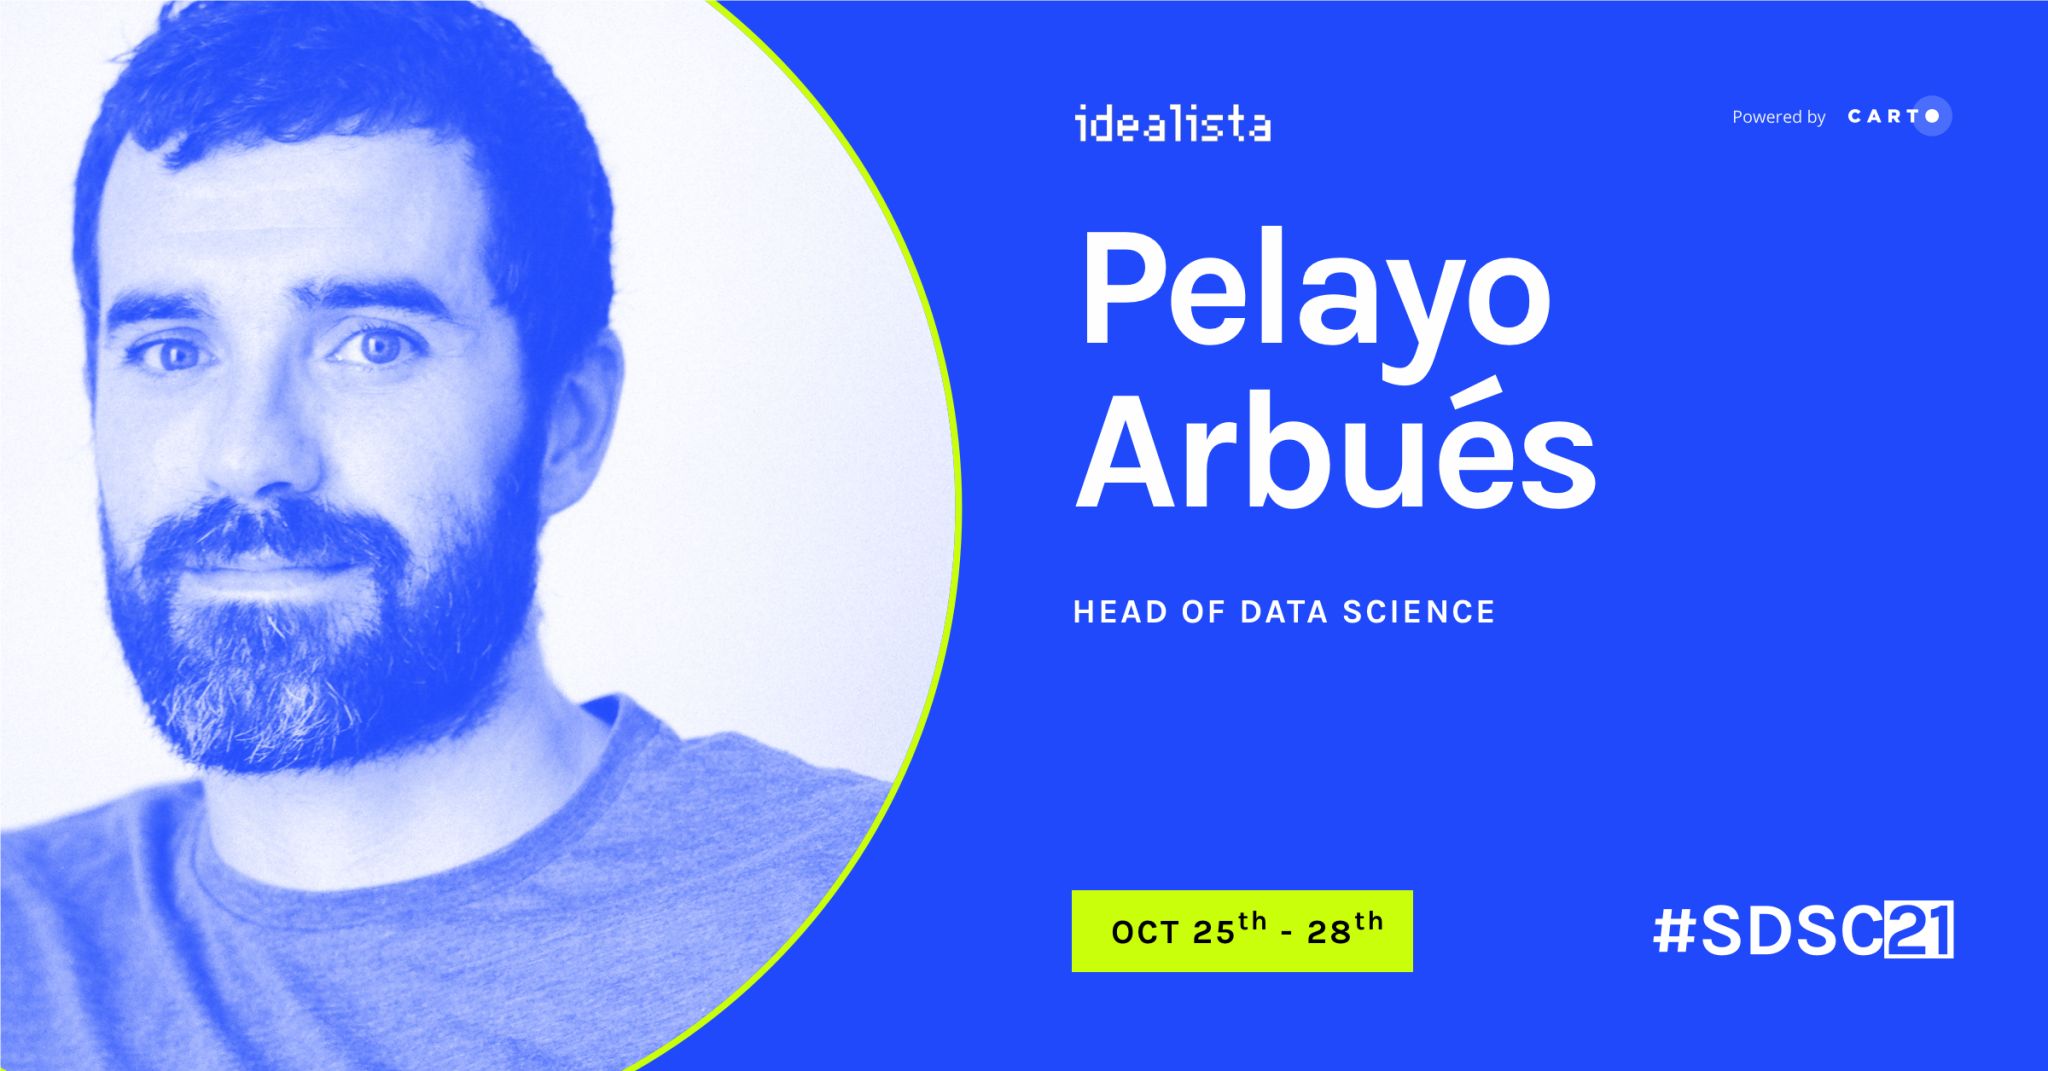 idealista
Powered by CARTO
Pelayo
Arbués
HEAD OF DATA SCIENCE
OCT 25th - 28th
#SDSC21